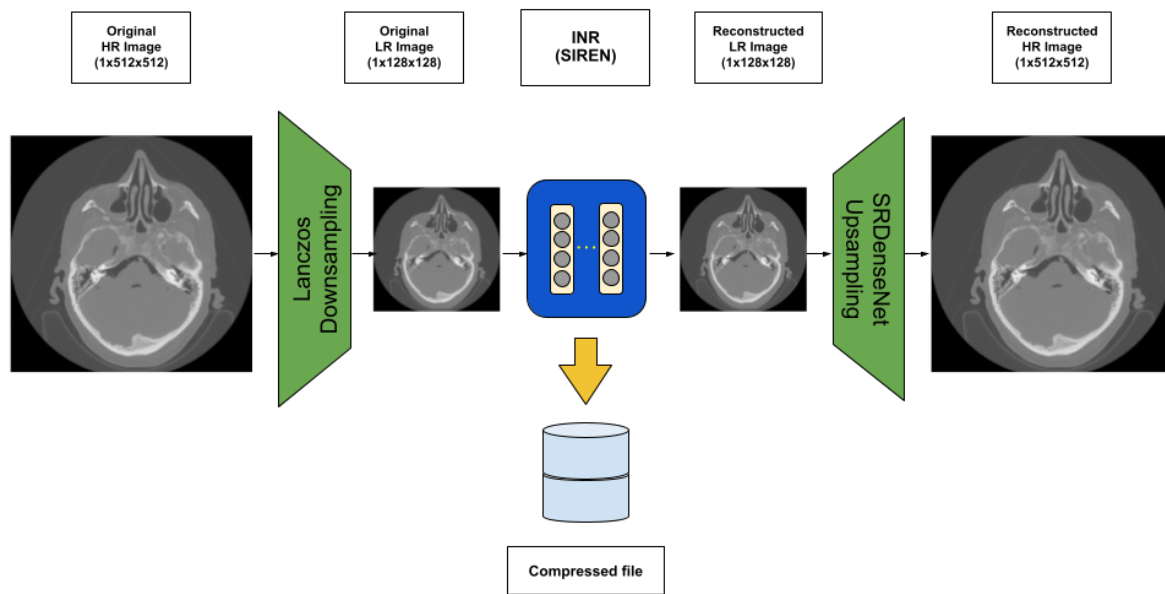 Original
HR Image
(1x512x512)
Original
LR Image
(1x128x128)
INR
(SIREN)
Reconstructed
LR Image
(1x128x128)
Reconstructed
HR Image
(1x512x512)
Lanczos
Downsampling
...
SRDenseNet
Upsampling
Compressed file